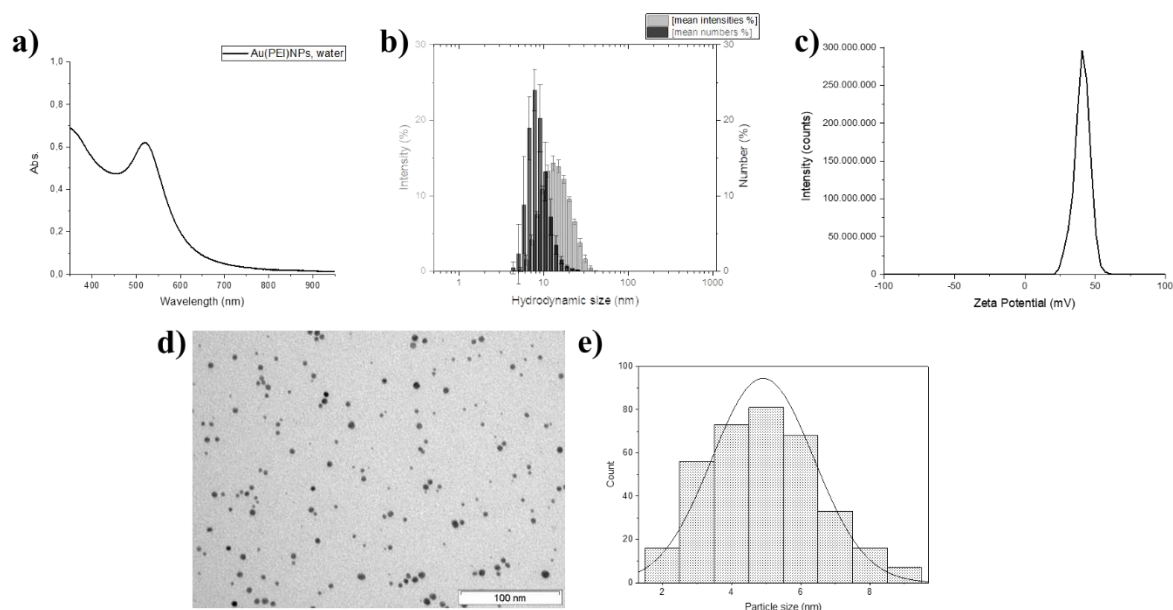 a)
Au(PEI)NPs, water
1,0
0,8
0,6
0,4
0,2
0,0
Abs.
400 500 600 700 800 900
Wavelength (nm)
b)
[mean intensities %]
[mean numbers %]
30
20
10
0
Intensity (%)
30
20
10
0
Number (%)
1 10 100 1000
Hydrodynamic size (nm)
c)
300.000.000
250.000.000
200.000.000
150.000.000
100.000.000
50.000.000
0
Intensity (counts)
-100 -50 0 50 100
Zeta Potential (mV)
d)
100 nm
e)
100
80
60
40
20
0
Count
2 4 6 8
Particle size (nm)